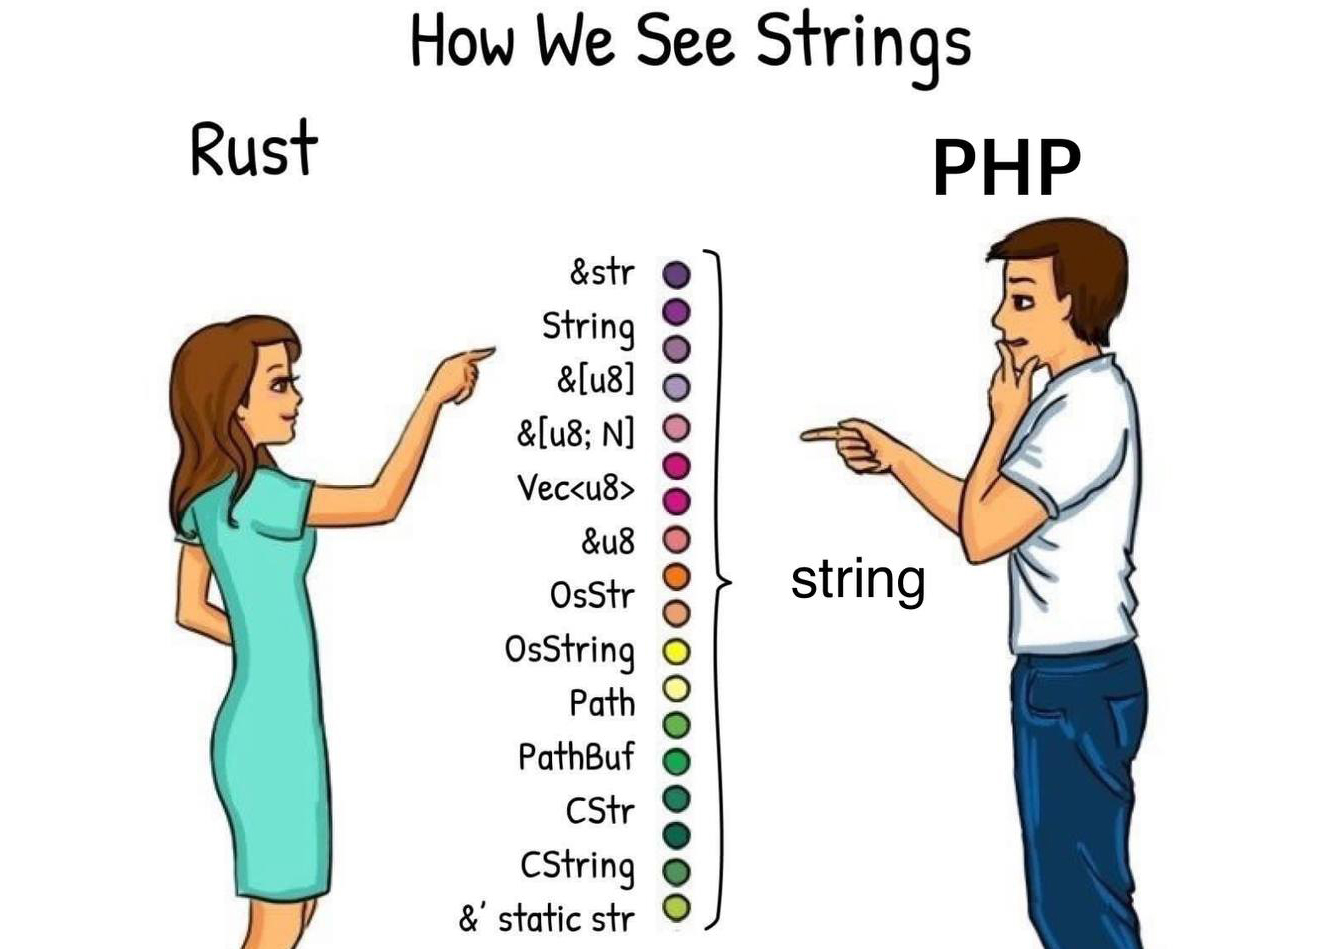 How We See Strings
Rust
PHP
&str
String
&[u8]
&[u8; N]
Vec<u8>
&u8
OsStr
OsString
Path
PathBuf
CStr
CString
&' static str
string